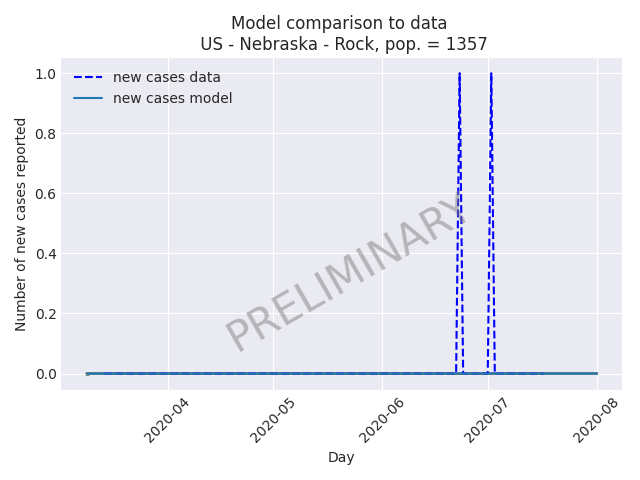 Model comparison to data
US - Nebraska - Rock, pop. = 1357
new cases data
new cases model
Number of new cases reported
1.0
0.8
0.6
0.4
0.2
0.0
PRELIMINARY
2020-04
2020-05
2020-06
2020-07
2020-08
Day